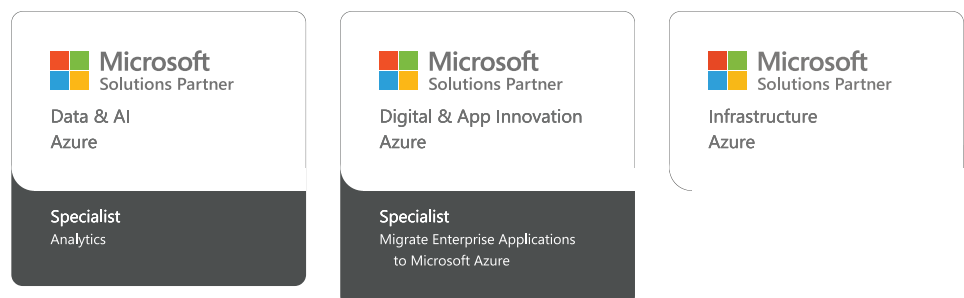 Microsoft
Solutions Partner
Data & AI
Azure
Specialist
Analytics
Microsoft
Solutions Partner
Digital & App Innovation
Azure
Specialist
Migrate Enterprise Applications
to Microsoft Azure
Microsoft
Solutions Partner
Infrastructure
Azure